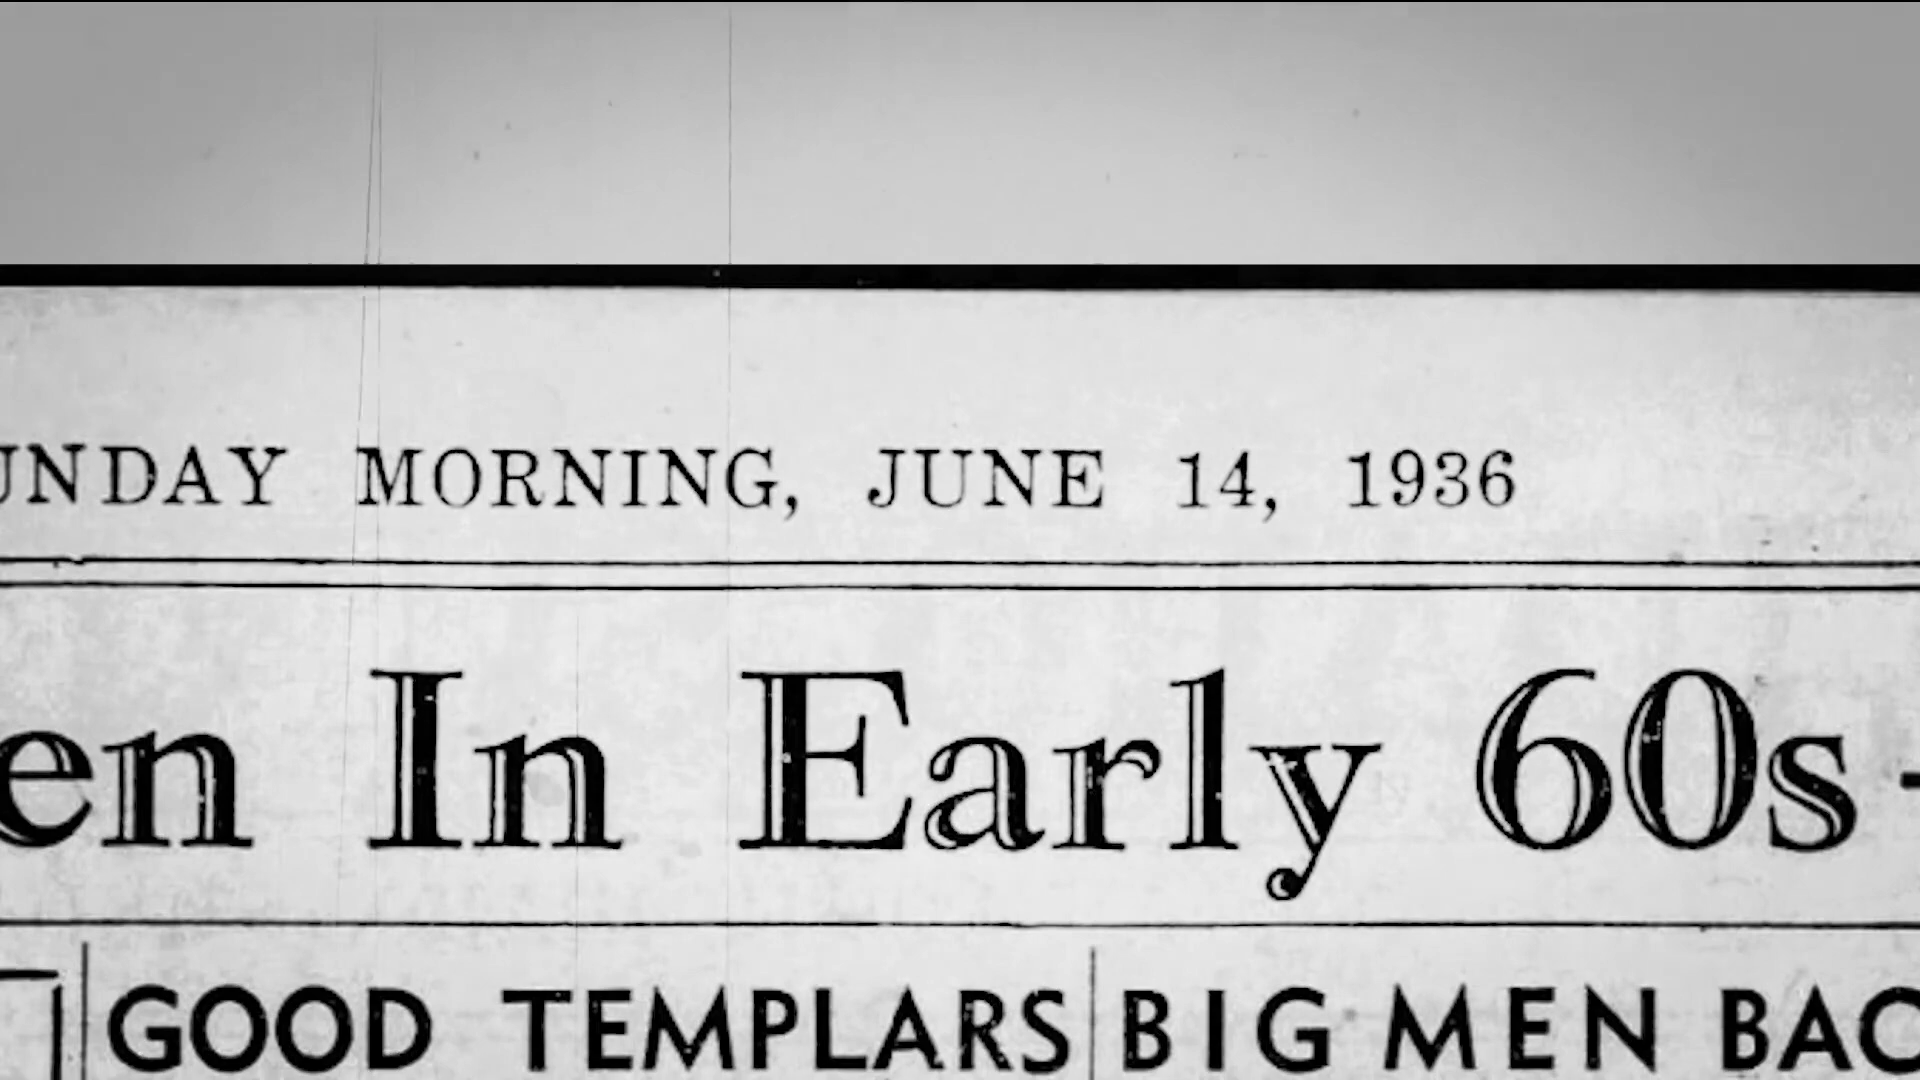 UNDAY MORNING, JUNE 14, 1936
en In Early 60s-
GOOD TEMPLARS
BIG MEN BAC